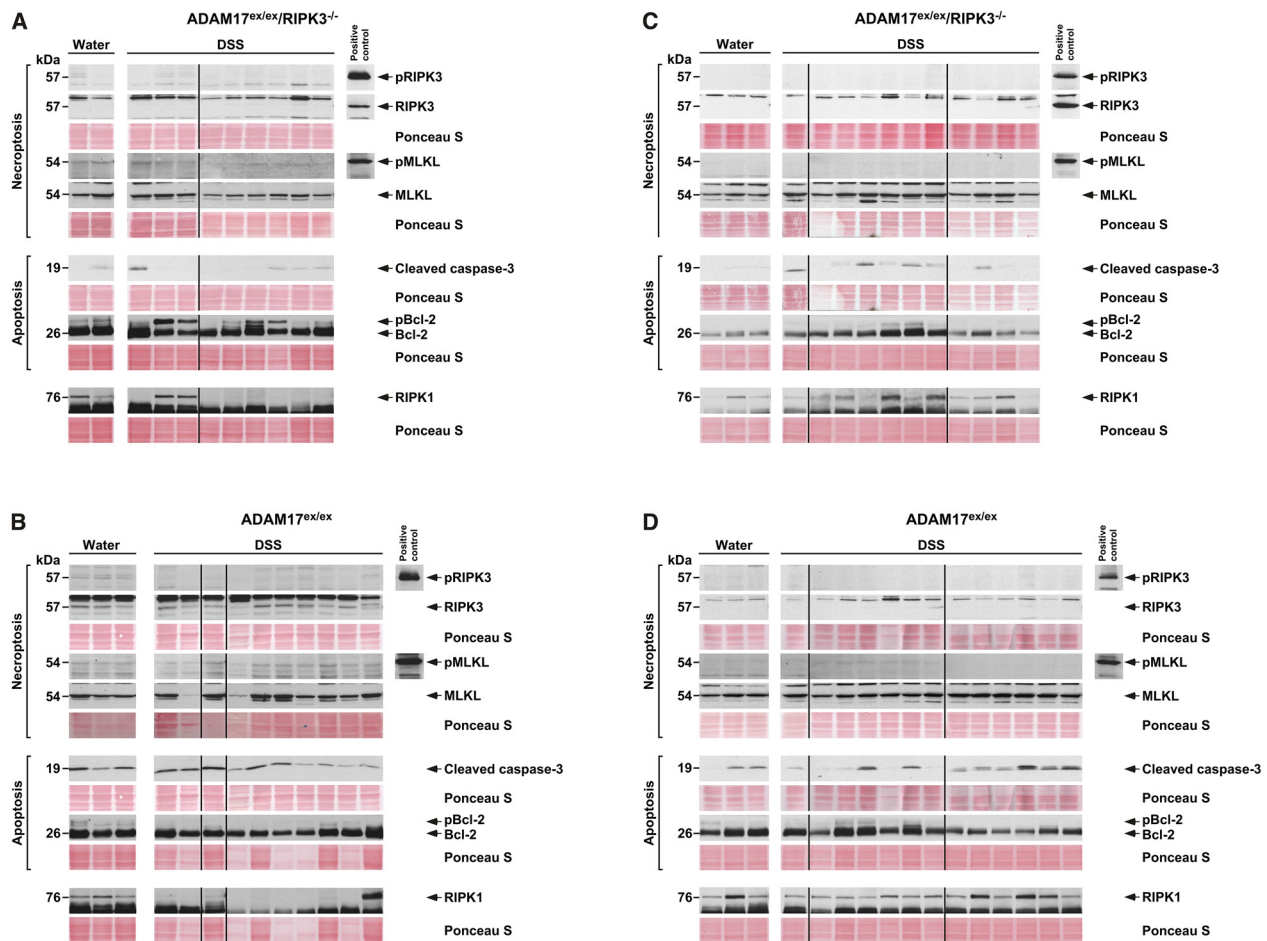 A
ADAM17ex/ex/RIPK3-/-
Water
DSS
Positive control
kDa
Necroptosis
57
pRIPK3
57
RIPK3
Ponceau S
54
pMLKL
54
MLKL
Ponceau S
Apoptosis
19
Cleaved caspase-3
Ponceau S
pBcl-2
26
Bcl-2
Ponceau S
76
RIPK1
Ponceau S
C
ADAM17ex/ex/RIPK3-/-
Water
DSS
Positive control
kDa
Necroptosis
57
pRIPK3
57
RIPK3
Ponceau S
54
pMLKL
54
MLKL
Ponceau S
Apoptosis
19
Cleaved caspase-3
Ponceau S
pBcl-2
26
Bcl-2
Ponceau S
76
RIPK1
Ponceau S
B
ADAM17ex/ex
Water
DSS
Positive control
kDa
Necroptosis
57
pRIPK3
57
RIPK3
Ponceau S
54
pMLKL
54
MLKL
Ponceau S
Apoptosis
19
Cleaved caspase-3
Ponceau S
pBcl-2
26
Bcl-2
Ponceau S
76
RIPK1
Ponceau S
D
ADAM17ex/ex
Water
DSS
Positive control
kDa
Necroptosis
57
pRIPK3
57
RIPK3
Ponceau S
54
pMLKL
54
MLKL
Ponceau S
Apoptosis
19
Cleaved caspase-3
Ponceau S
pBcl-2
26
Bcl-2
Ponceau S
76
RIPK1
Ponceau S